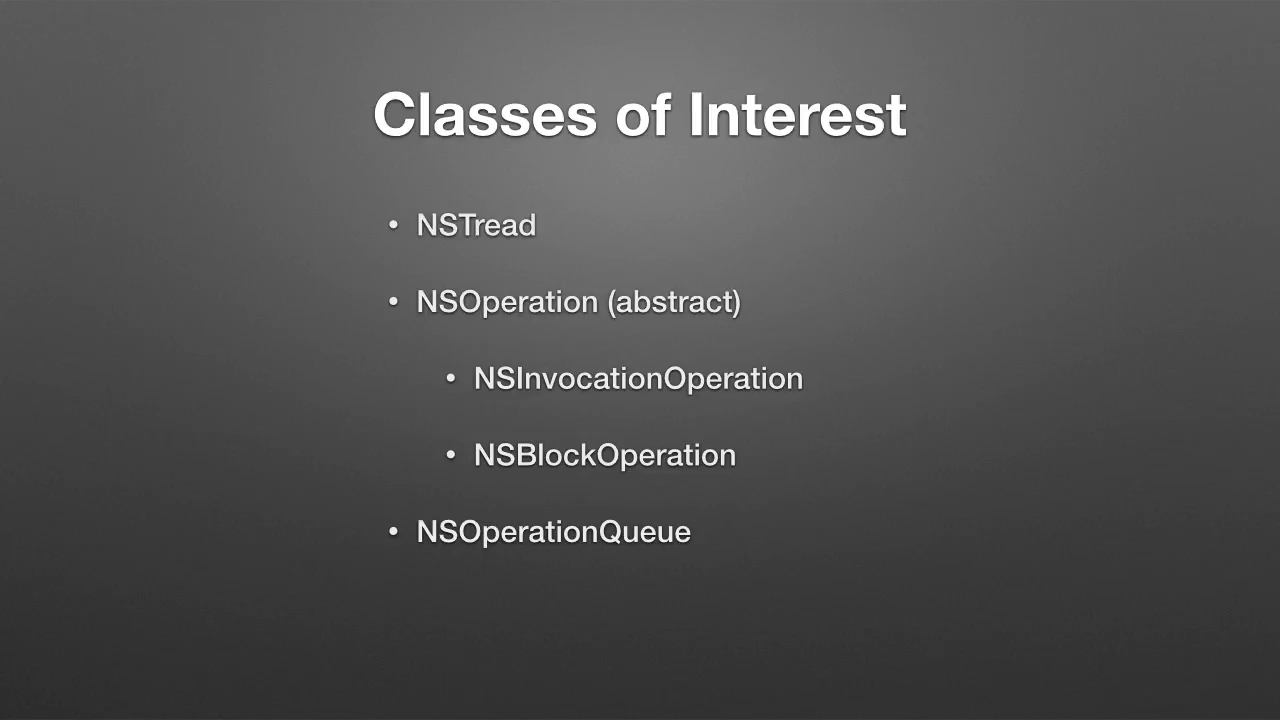 Classes of Interest
• NSTread
• NSOperation (abstract)
• NSInvocationOperation
• NSBlockOperation
• NSOperationQueue